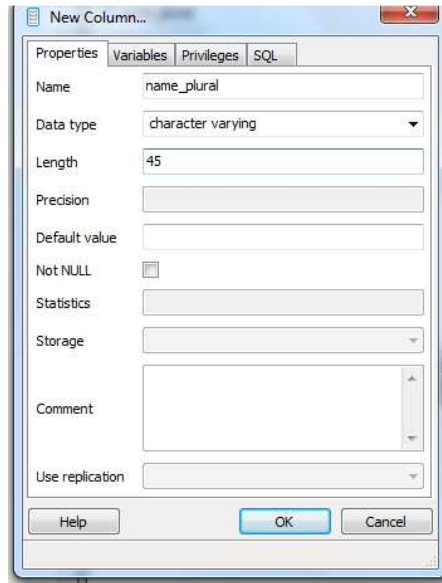 New Column...
Properties Variables Privileges SQL
Name name_plural
Data type character varying
Length 45
Precision
Default value
Not NULL
Statistics
Storage
Comment
Use replication
Help OK Cancel